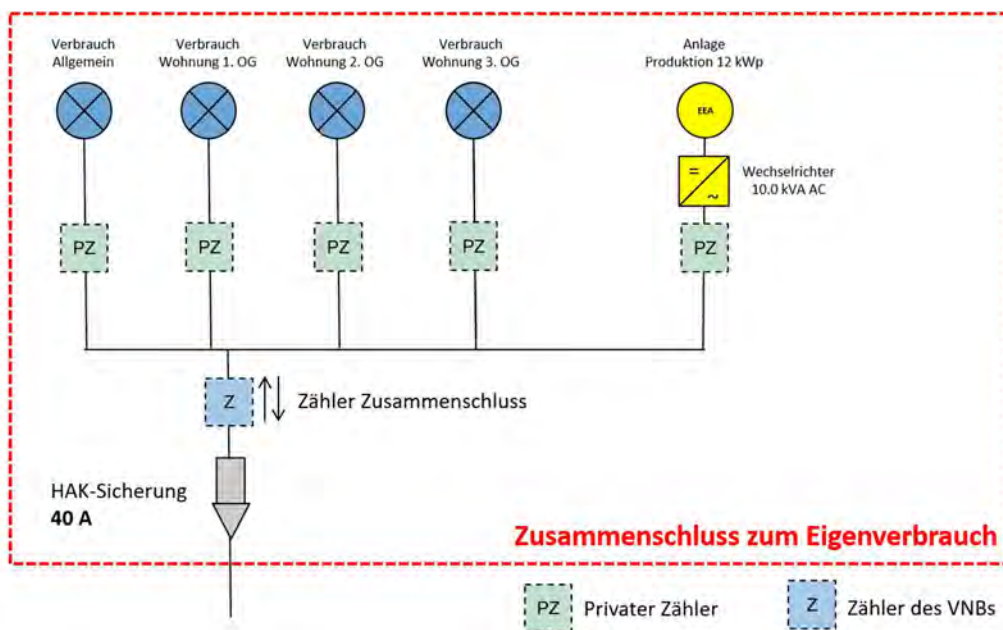 Verbrauch
Allgemein
Verbrauch
Wohnung 1. OG
Verbrauch
Wohnung 2. OG
Verbrauch
Wohnung 3. OG
Anlage
Produktion 12 kWp
EEA
=
~
Wechselrichter
10.0 kVA AC
PZ
PZ
PZ
PZ
PZ
Z
Zähler Zusammenschluss
HAK-Sicherung
40 A
Zusammenschluss zum Eigenverbrauch
PZ Privater Zähler
Z Zähler des VNBs